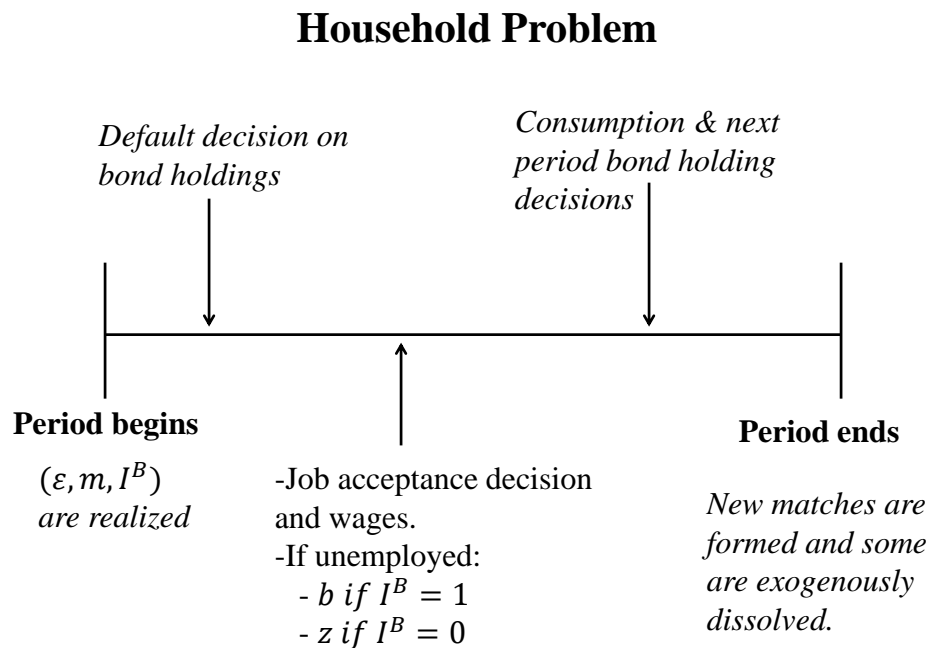 Household Problem
Default decision on
bond holdings
Consumption & next
period bond holding
decisions
Period begins
(ε, m, I^B)
are realized
-Job acceptance decision
and wages.
-If unemployed:
- b if I^B = 1
- z if I^B = 0
Period ends
New matches are
formed and some
are exogenously
dissolved.